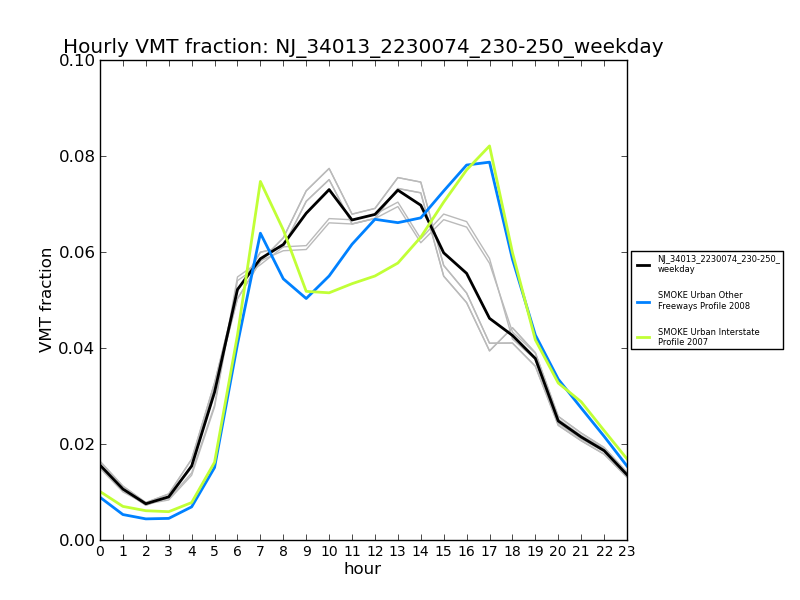 Hourly VMT fraction: NJ_34013_2230074_230-250_weekday
0.10
0.08
0.06
0.04
0.02
0.00
VMT fraction
0 1 2 3 4 5 6 7 8 9 10 11 12 13 14 15 16 17 18 19 20 21 22 23
hour
NJ_34013_2230074_230-250_
weekday
SMOKE Urban Other
Freeways Profile 2008
SMOKE Urban Interstate
Profile 2007